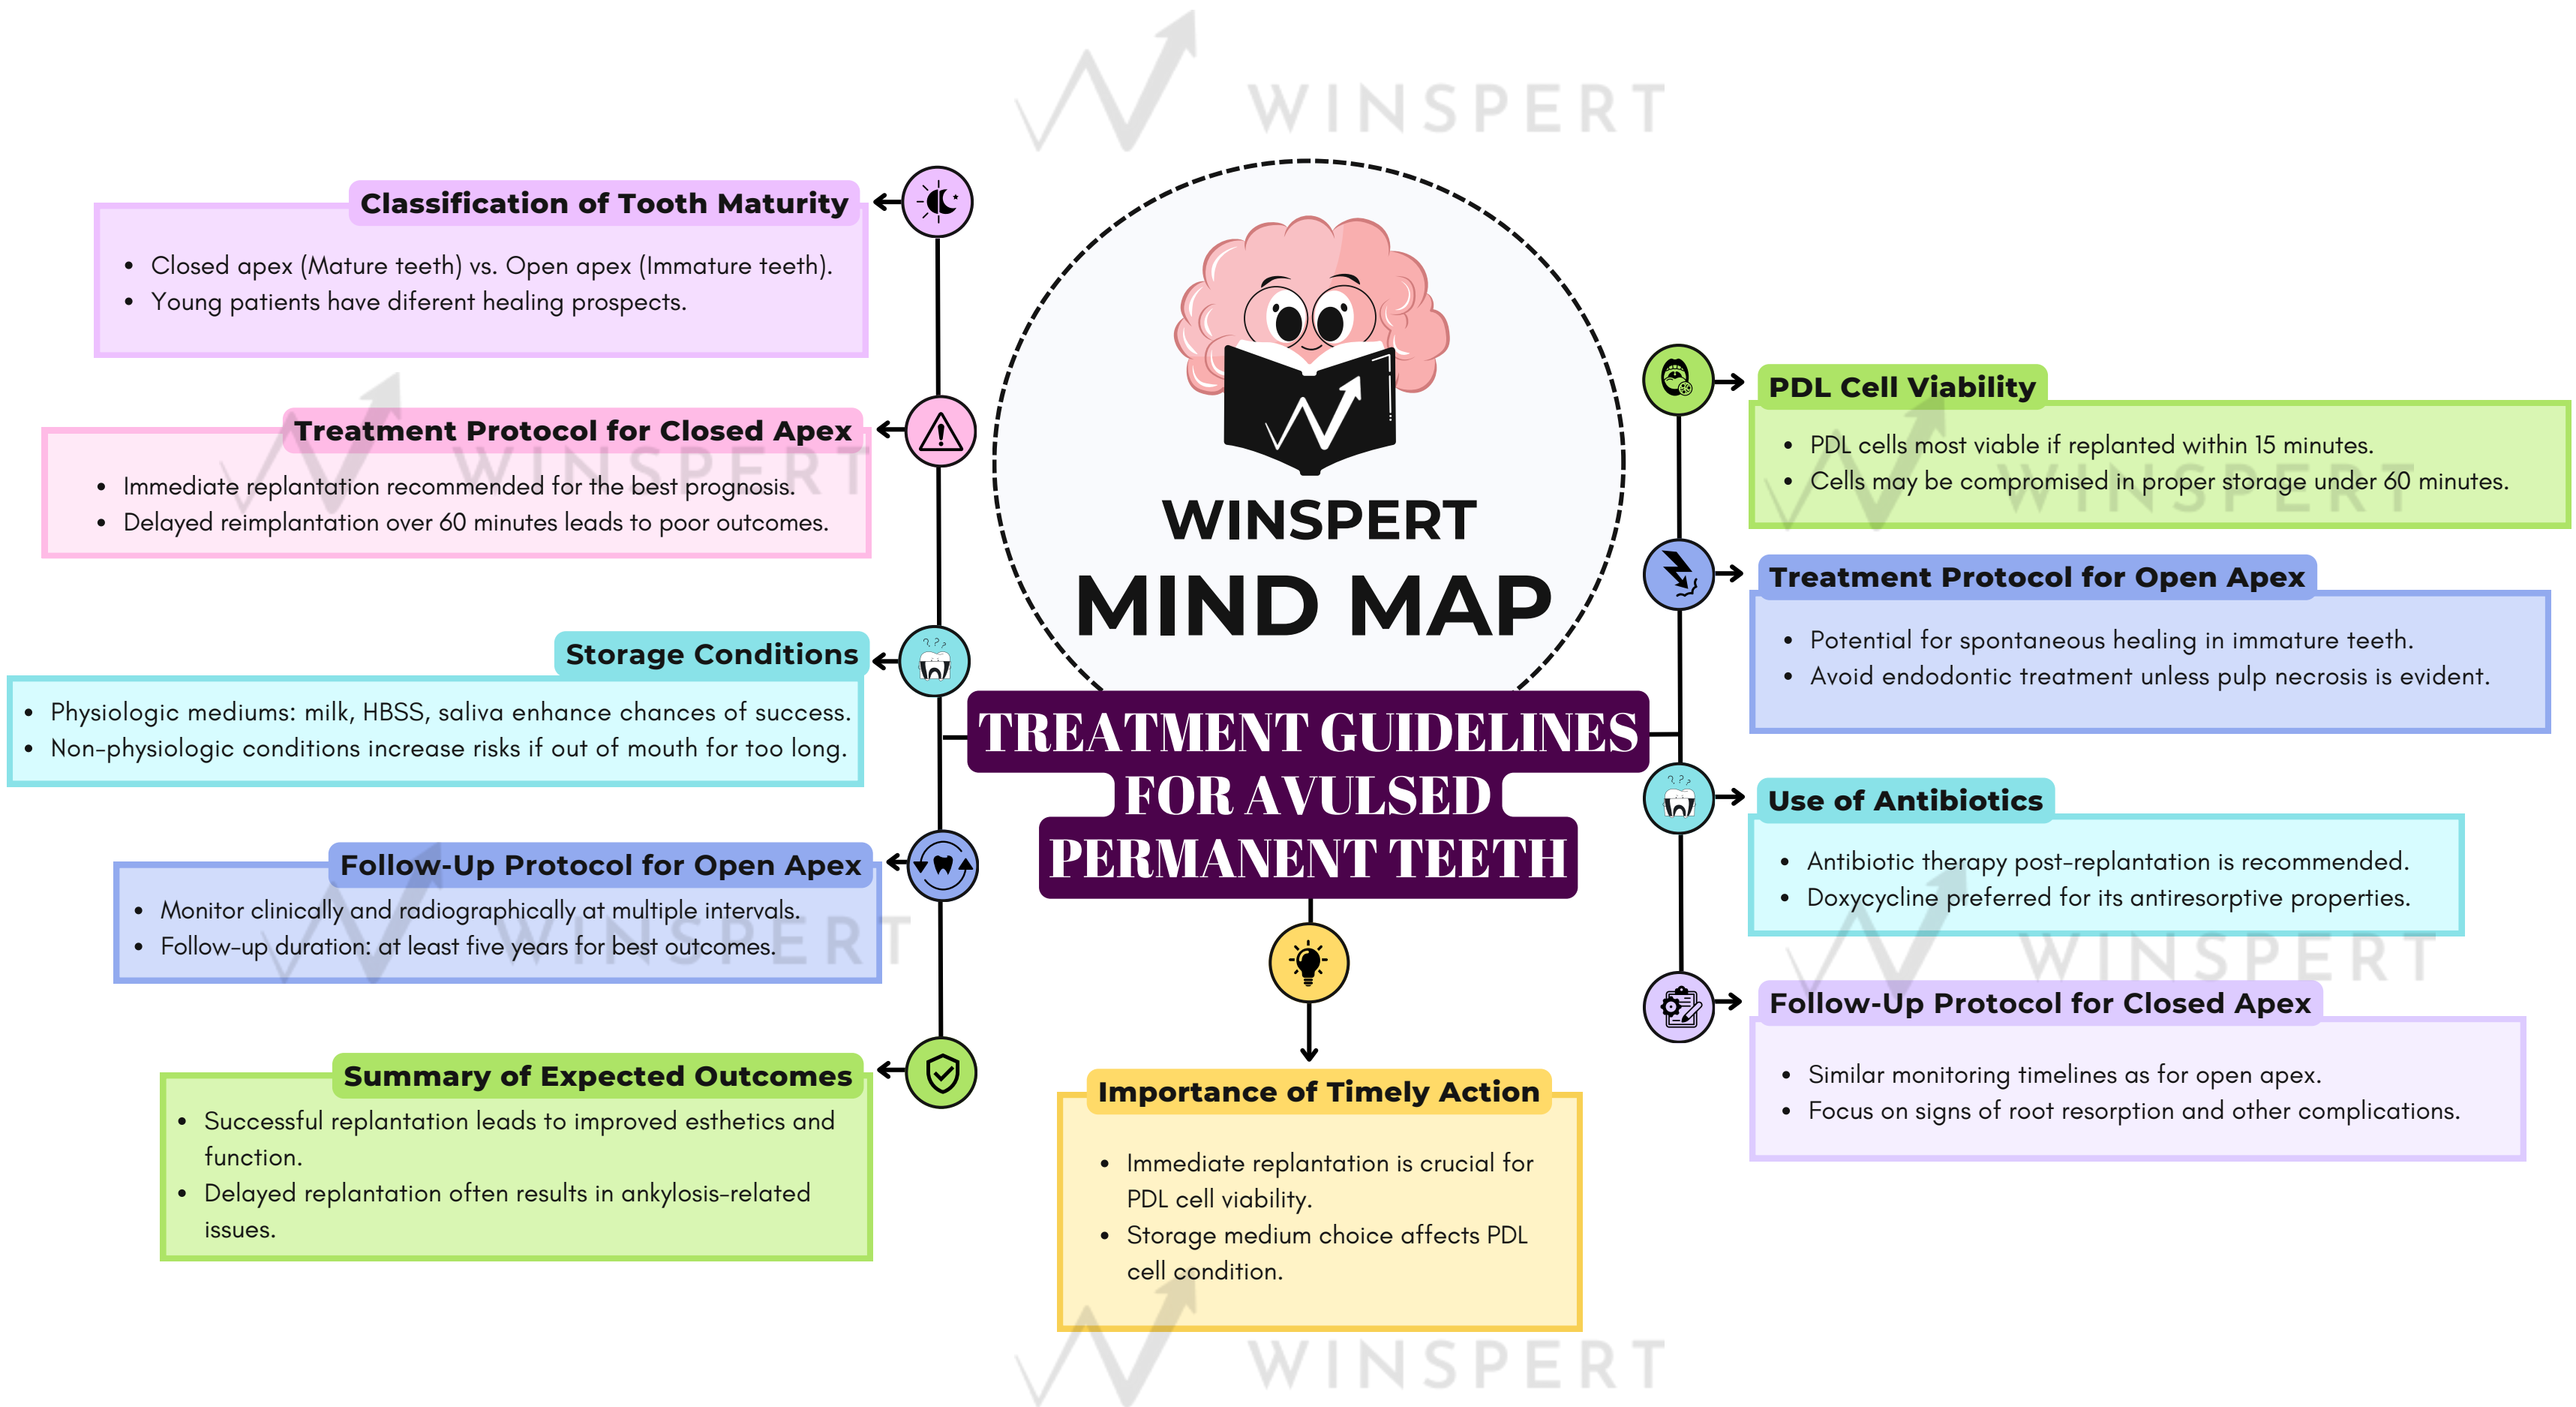 WINSPERT
Classification of Tooth Maturity
• Closed apex (Mature teeth) vs. Open apex (Immature teeth).
• Young patients have diferent healing prospects.
Treatment Protocol for Closed Apex
WINSPERT
• Immediate replantation recommended for the best prognosis.
• Delayed reimplantation over 60 minutes leads to poor outcomes.
Storage Conditions
• Physiologic mediums: milk, HBSS, saliva enhance chances of success.
• Non-physiologic conditions increase risks if out of mouth for too long.
Follow-Up Protocol for Open Apex
• Monitor clinically and radiographically at multiple intervals.
• Follow-up duration: at least five years for best outcomes.
WINSPERT
Summary of Expected Outcomes
• Successful replantation leads to improved esthetics and
function.
• Delayed replantation often results in ankylosis-related
issues.
WINSPERT
MIND MAP
TREATMENT GUIDELINES
FOR AVULSED
PERMANENT TEETH
Importance of Timely Action
• Immediate replantation is crucial for
PDL cell viability.
• Storage medium choice affects PDL
cell condition.
WINSPERT
PDL Cell Viability
• PDL cells most viable if replanted within 15 minutes.
• Cells may be compromised in proper storage under 60 minutes.
WINSPERT
Treatment Protocol for Open Apex
• Potential for spontaneous healing in immature teeth.
• Avoid endodontic treatment unless pulp necrosis is evident.
Use of Antibiotics
• Antibiotic therapy post-replantation is recommended.
• Doxycycline preferred for its antiresorptive properties.
WINSPERT
Follow-Up Protocol for Closed Apex
• Similar monitoring timelines as for open apex.
• Focus on signs of root resorption and other complications.